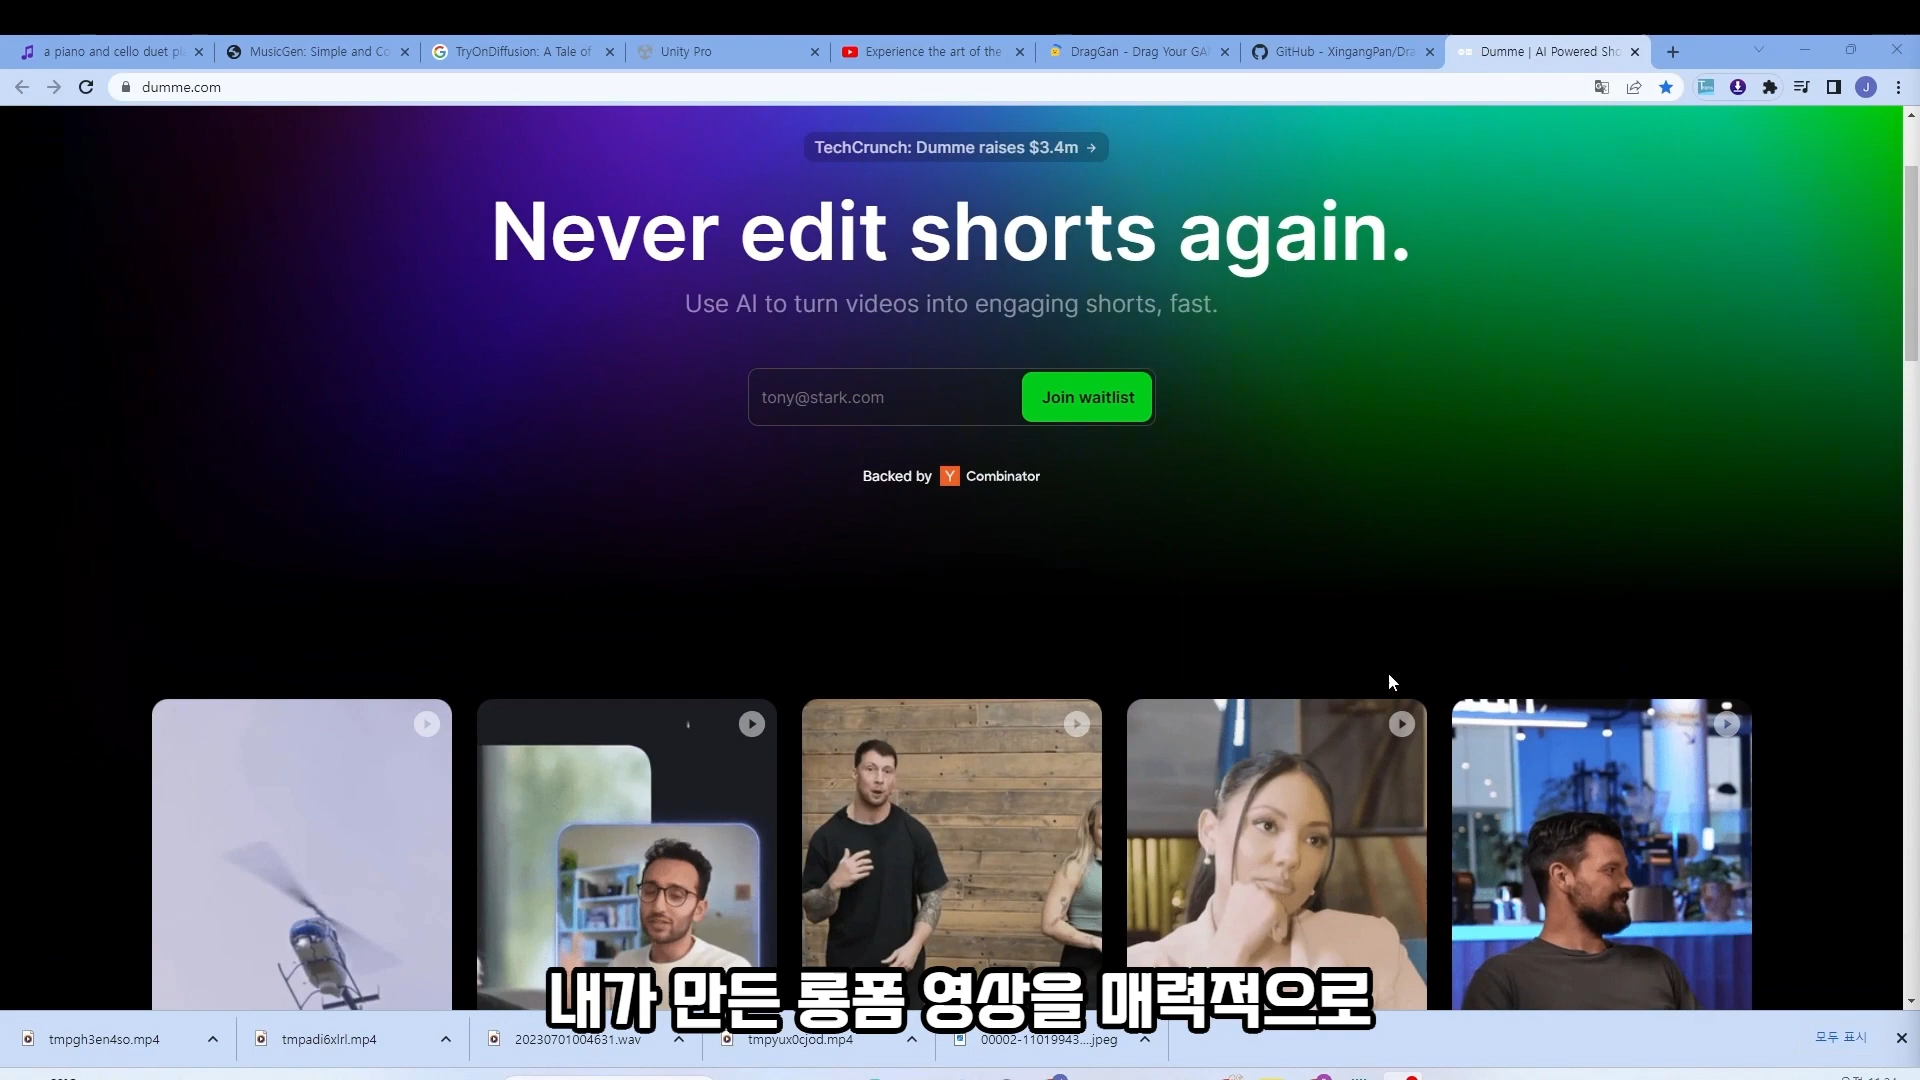 a piano and cello duet pla
MusicGen: Simple and Co
TryOnDiffusion: A Tale of
Unity Pro
Experience the art of the
DragGan - Drag Your GA
GitHub - XingangPan/Dra
Dumme | AI Powered Sho
dumme.com
J
TechCrunch: Dumme raises $3.4m →
Never edit shorts again.
Use AI to turn videos into engaging shorts, fast.
tony@stark.com
Join waitlist
Backed by Y Combinator
내가 만든 롱폼 영상을 매력적으로
tmpgh3en4so.mp4
tmpadi6xlrl.mp4
20230701004631.wav
tmpyux0cjod.mp4
00002-11019943....jpeg
모두 표시